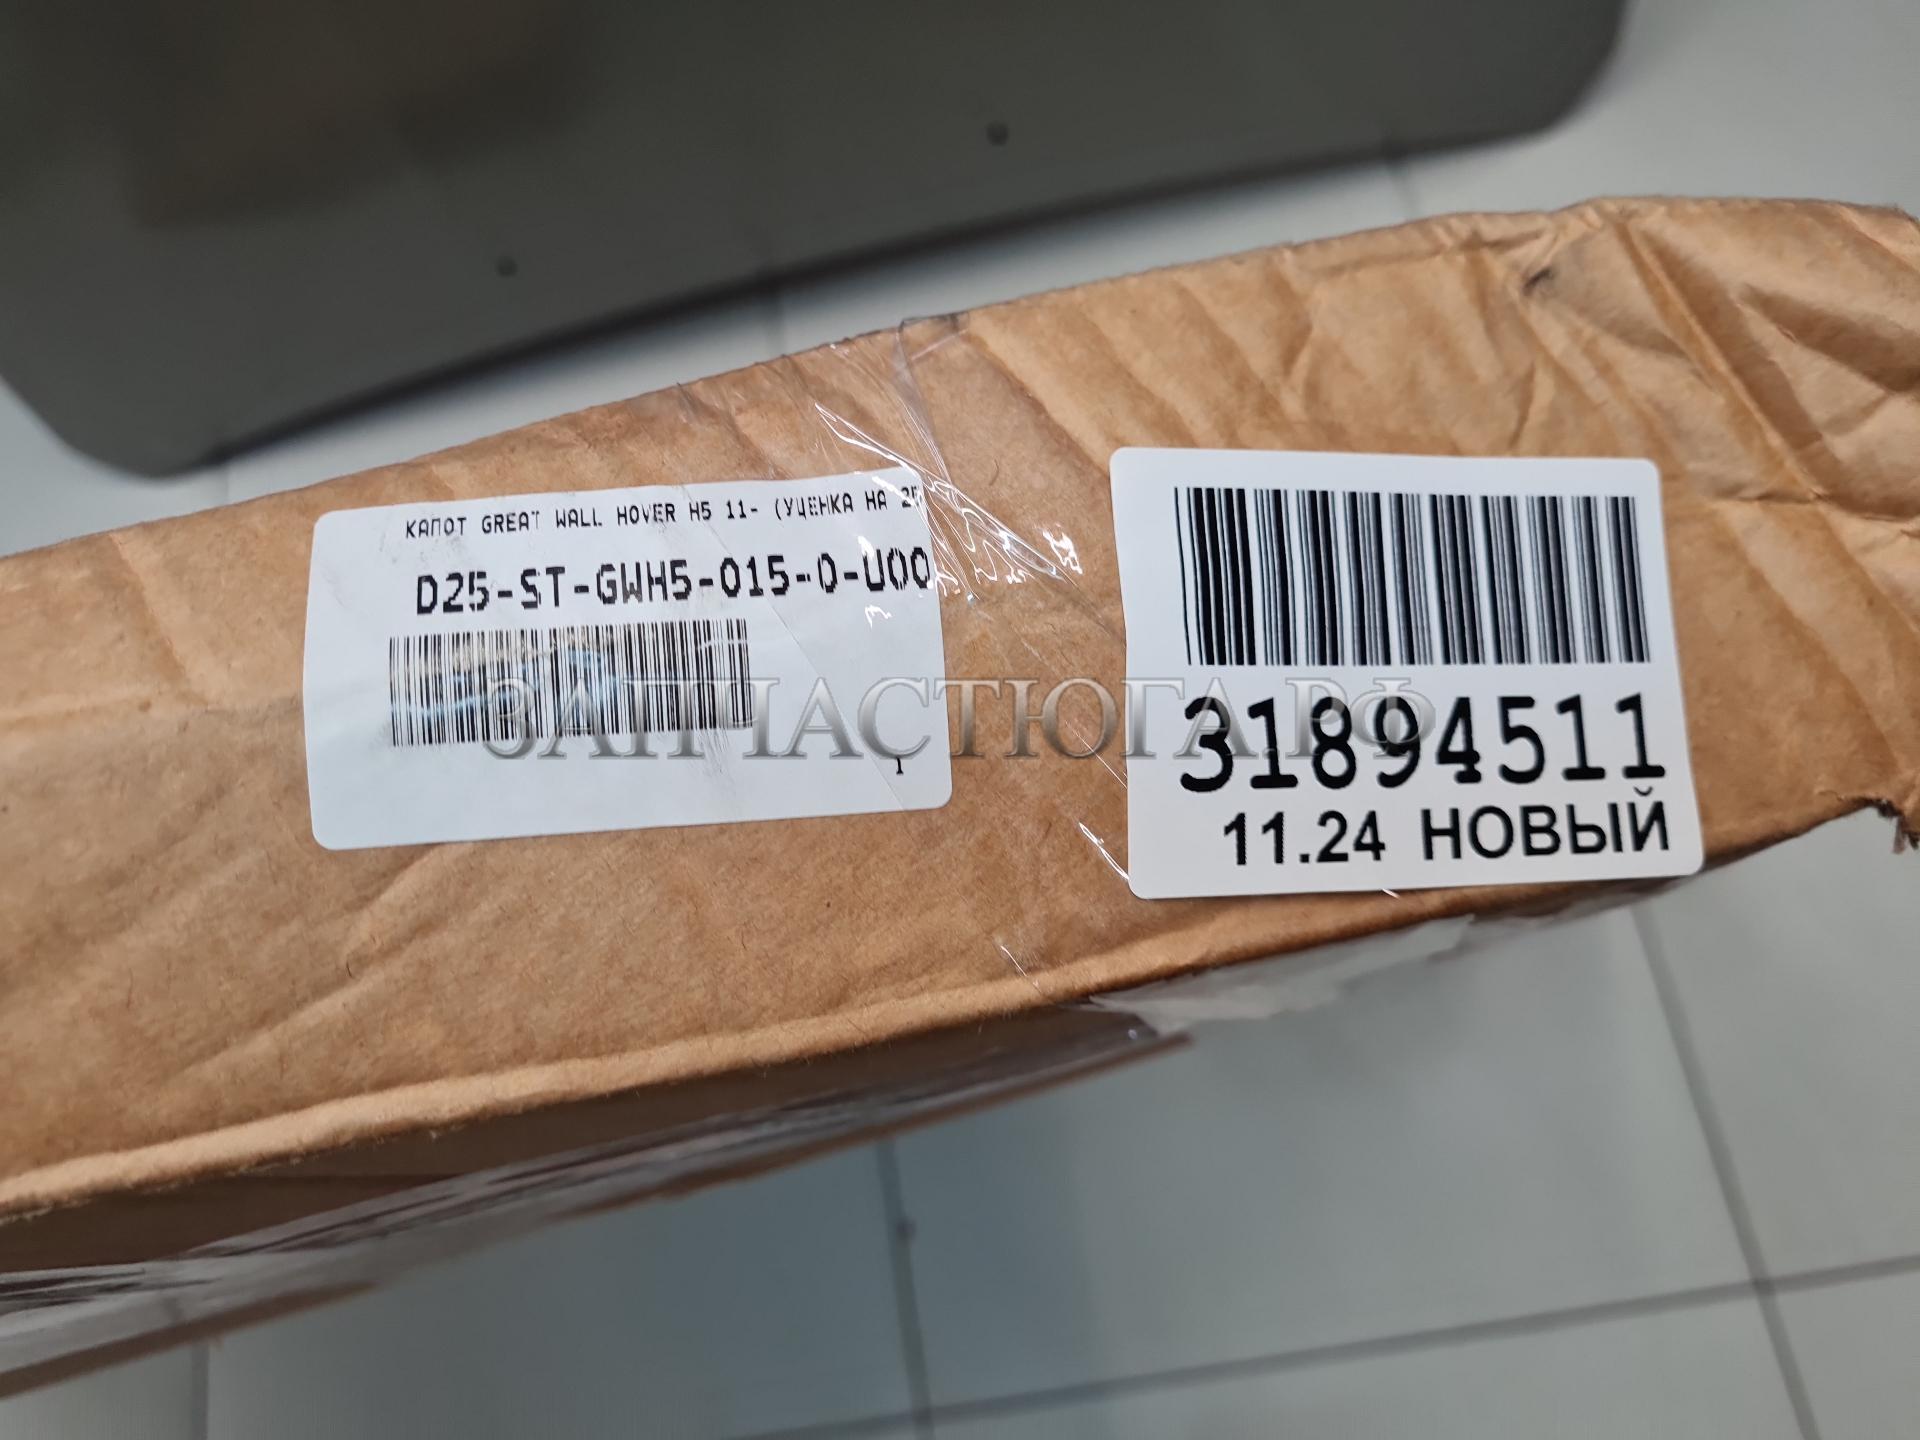 КАПОТ GREAT WALL HOVER H5 11- (УЦЕНКА НА 25
D25-ST-GWH5-015-0-U00
1
31894511
11.24 НОВЫЙ
ЗАПЧАСТЮГА.РФ